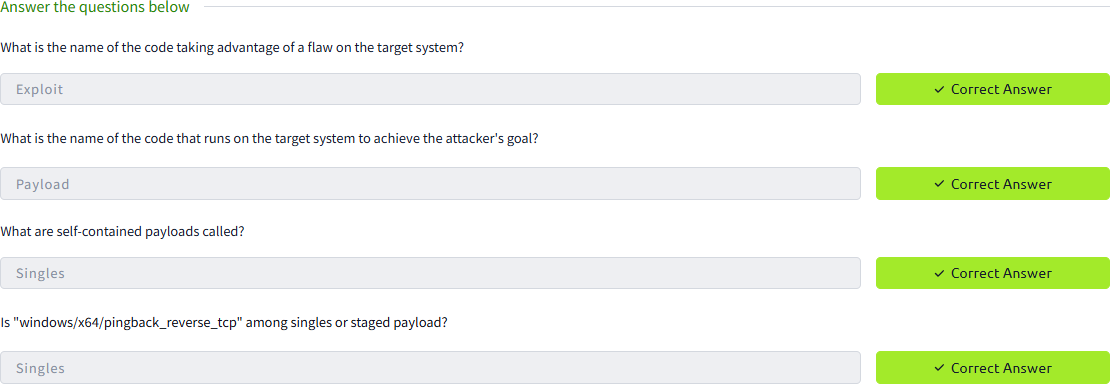 Answer the questions below
What is the name of the code taking advantage of a flaw on the target system?
Exploit
Correct Answer
What is the name of the code that runs on the target system to achieve the attacker's goal?
Payload
Correct Answer
What are self-contained payloads called?
Singles
Correct Answer
Is "windows/x64/pingback_reverse_tcp" among singles or staged payload?
Singles
Correct Answer